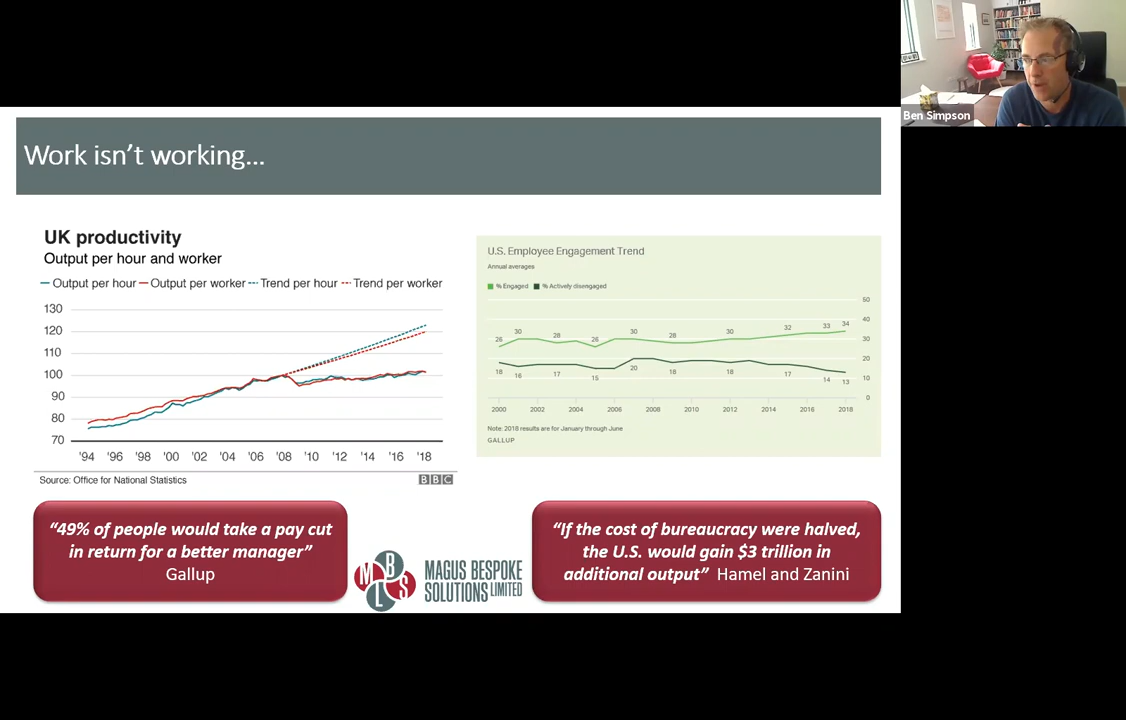 Ben Simpson
Work isn't working...
UK productivity
Output per hour and worker
Output per hour Output per worker Trend per hour Trend per worker
130
120
110
100
90
80
70
'94 '96 '98 '00 '02 '04 '06 '08 '10 '12 '14 '16 '18
Source: Office for National Statistics
BBC
U.S. Employee Engagement Trend
Annual averages
% Engaged % Actively disengaged
50
40
30
20
10
0
26 30 28 26 30 28 30 32 33 34
18 16 17 15 20 18 18 17 14 13
2000 2002 2004 2006 2008 2010 2012 2014 2016 2018
Note: 2018 results are for January through June
GALLUP
“49% of people would take a pay cut
in return for a better manager”
Gallup
M B L S
MAGUS BESPOKE
SOLUTIONS LIMITED
“If the cost of bureaucracy were halved,
the U.S. would gain $3 trillion in
additional output” Hamel and Zanini